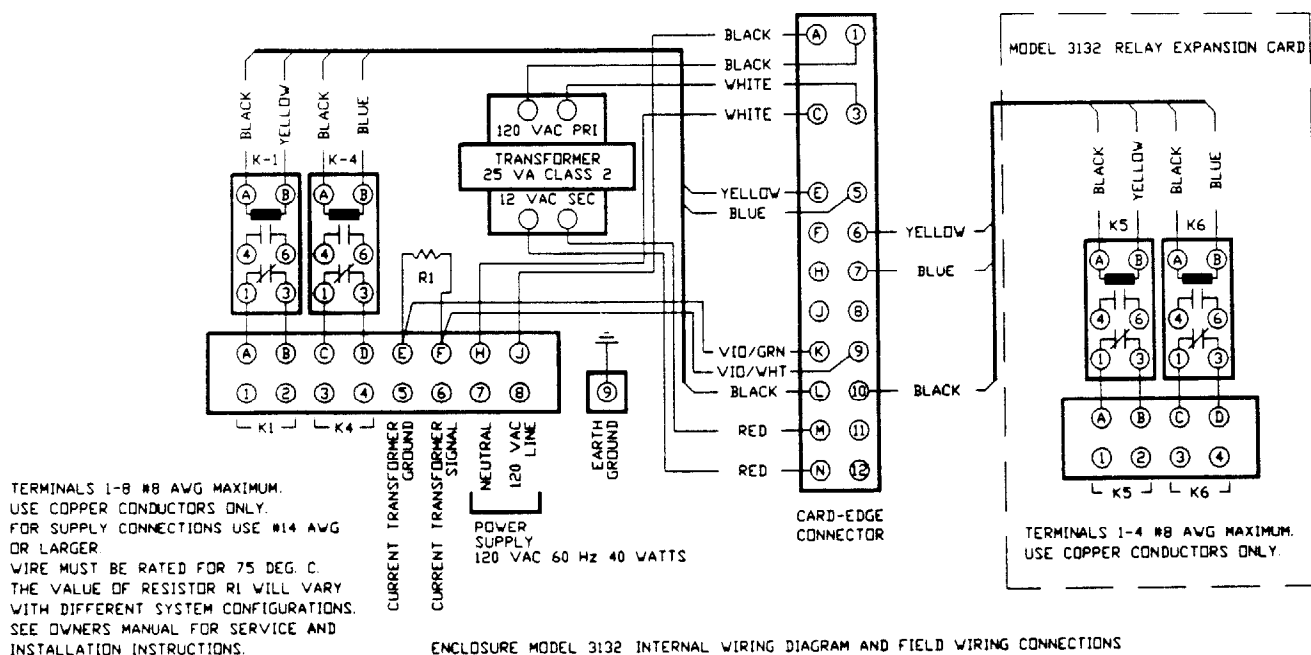 BLACK A 1
BLACK
WHITE
WHITE C 3
YELLOW E 5
BLUE
F 6 YELLOW
H 7 BLUE
J 8
VIO/GRN K 9
VIO/WHT
BLACK L 10 BLACK
RED M 11
RED N 12
CARD-EDGE
CONNECTOR
BLACK YELLOW BLACK BLUE
K-1 K-4
A B A B
4 6 4 6
1 3 1 3
120 VAC PRI
TRANSFORMER
25 VA CLASS 2
12 VAC SEC
R1
A B C D E F H J
1 2 3 4 5 6 7 8
K1 K4
9
CURRENT TRANSFORMER
GROUND
CURRENT TRANSFORMER
SIGNAL
NEUTRAL
120 VAC
LINE
EARTH
GROUND
POWER
SUPPLY
120 VAC 60 Hz 40 WATTS
MODEL 3132 RELAY EXPANSION CARD
BLACK YELLOW BLACK BLUE
K5 K6
A B A B
4 6 4 6
1 3 1 3
A B C D
1 2 3 4
K5 K6
TERMINALS 1-4 #8 AWG MAXIMUM.
USE COPPER CONDUCTORS ONLY.
TERMINALS 1-8 #8 AWG MAXIMUM.
USE COPPER CONDUCTORS ONLY.
FOR SUPPLY CONNECTIONS USE #14 AWG
OR LARGER.
WIRE MUST BE RATED FOR 75 DEG. C.
THE VALUE OF RESISTOR R1 WILL VARY
WITH DIFFERENT SYSTEM CONFIGURATIONS.
SEE OWNERS MANUAL FOR SERVICE AND
INSTALLATION INSTRUCTIONS.
ENCLOSURE MODEL 3132 INTERNAL WIRING DIAGRAM AND FIELD WIRING CONNECTIONS